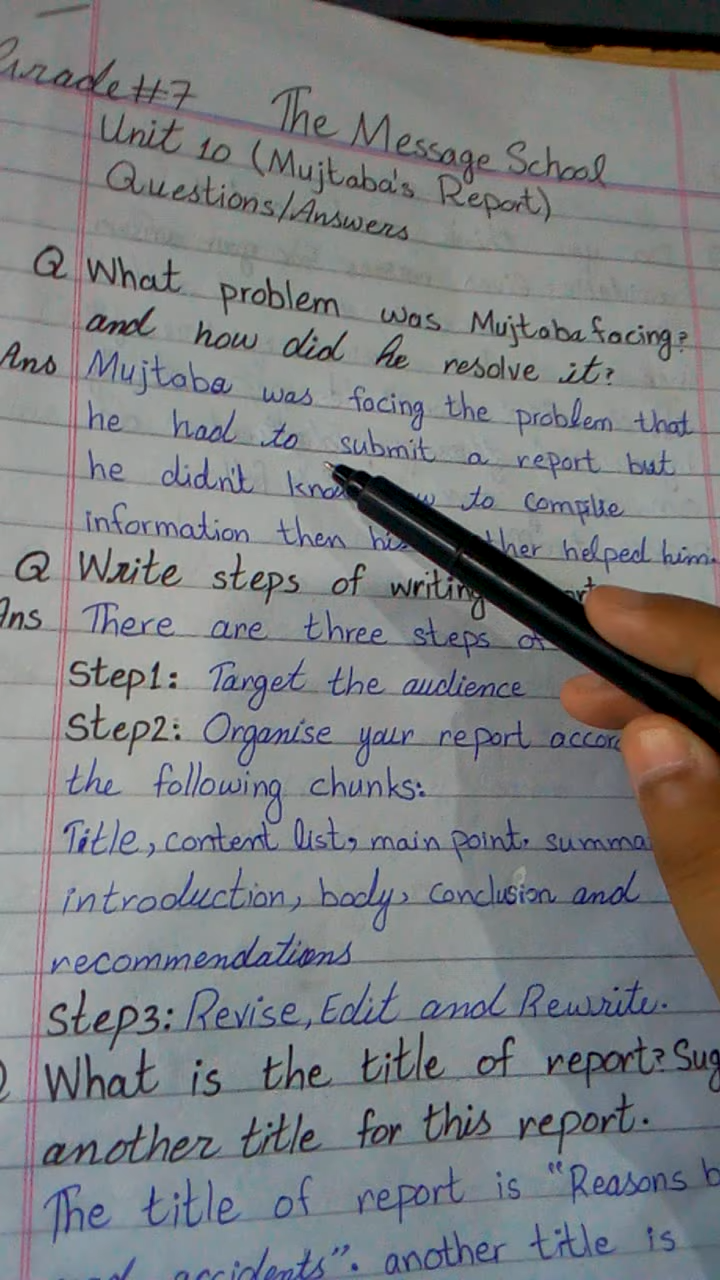 Grade#7 The Message School
Unit 10 (Mujtaba's Report)
Questions/Answers
Q What problem was Mujtaba facing?
and how did he resolve it?
Ans Mujtaba was facing the problem that
he had to submit a report but
he didn't to complie
information then helped him.
Q Write steps of writing
Ans There are three steps of
Step1: Target the audience
Step2: Organise your report
the following chunks:
Title, content list, main point, summa
introduction, body, conclusion and
recommendations
Step3: Revise, Edit and Rewrite.
What is the title of report? Sug
another title for this report.
The title of report is "Reasons b
accidents". another title is